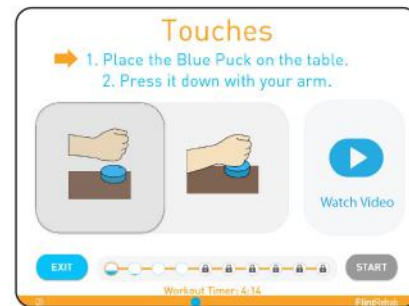 Touches
1. Place the Blue Puck on the table.
2. Press it down with your arm.
Watch Video
EXIT
START
Workout Timer: 4:14
FlintRehab